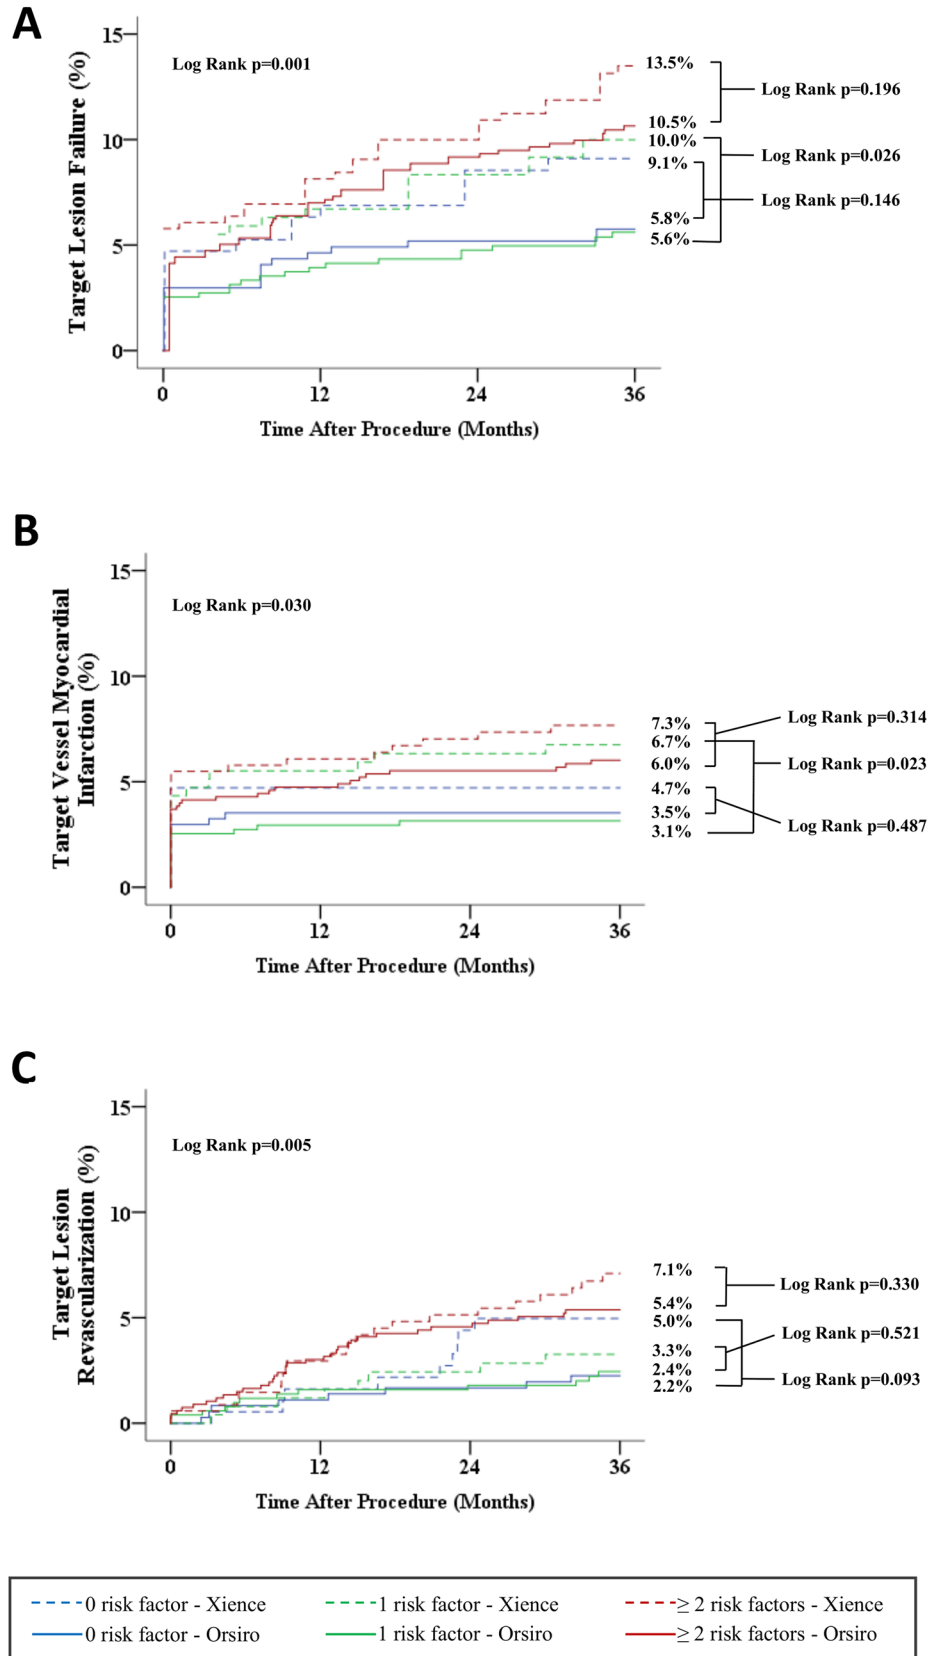 A
Target Lesion Failure (%)
15
10
5
0
Log Rank p=0.001
13.5%
10.5%
10.0%
9.1%
5.8%
5.6%
Log Rank p=0.196
Log Rank p=0.026
Log Rank p=0.146
0 12 24 36
Time After Procedure (Months)
B
Target Vessel Myocardial
Infarction (%)
15
10
5
0
Log Rank p=0.030
7.3%
6.7%
6.0%
4.7%
3.5%
3.1%
Log Rank p=0.314
Log Rank p=0.023
Log Rank p=0.487
0 12 24 36
Time After Procedure (Months)
C
Target Lesion
Revascularization (%)
15
10
5
0
Log Rank p=0.005
7.1%
5.4%
5.0%
3.3%
2.4%
2.2%
Log Rank p=0.330
Log Rank p=0.521
Log Rank p=0.093
0 12 24 36
Time After Procedure (Months)
0 risk factor - Xience 1 risk factor - Xience ≥ 2 risk factors - Xience
0 risk factor - Orsiro 1 risk factor - Orsiro ≥ 2 risk factors - Orsiro